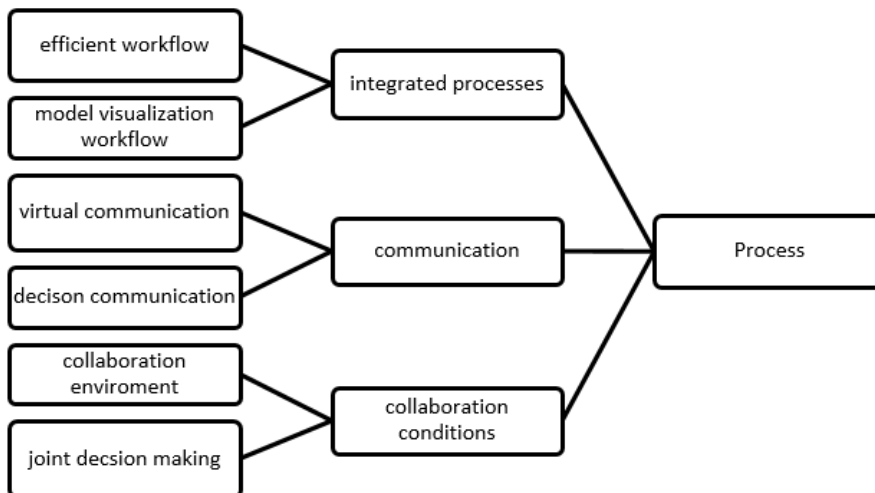 efficient workflow
model visualization
workflow
virtual communication
decison communication
collaboration
enviroment
joint decsion making
integrated processes
communication
collaboration
conditions
Process